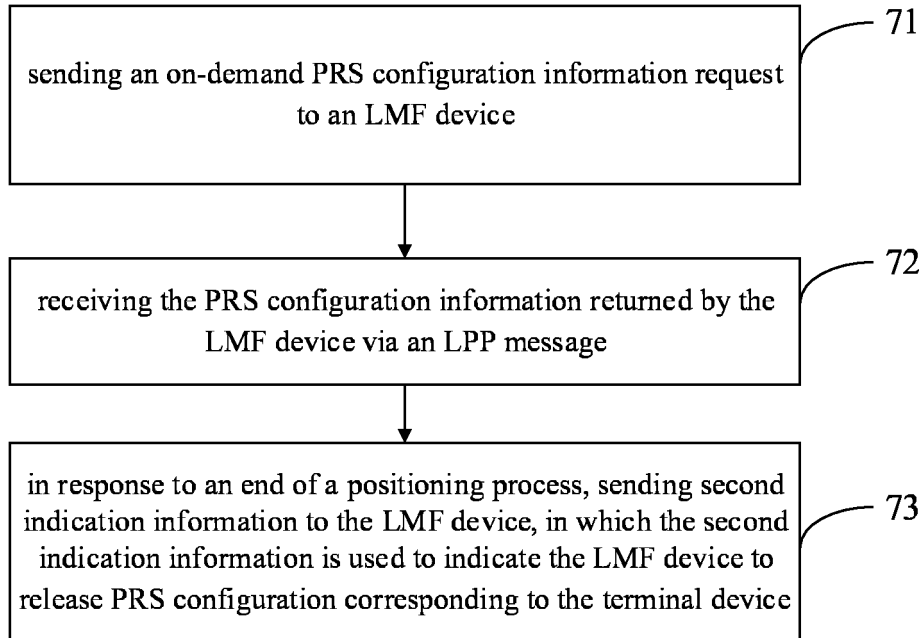 71
sending an on-demand PRS configuration information request
to an LMF device
72
receiving the PRS configuration information returned by the
LMF device via an LPP message
in response to an end of a positioning process, sending second
indication information to the LMF device, in which the second
indication information is used to indicate the LMF device to
release PRS configuration corresponding to the terminal device
73